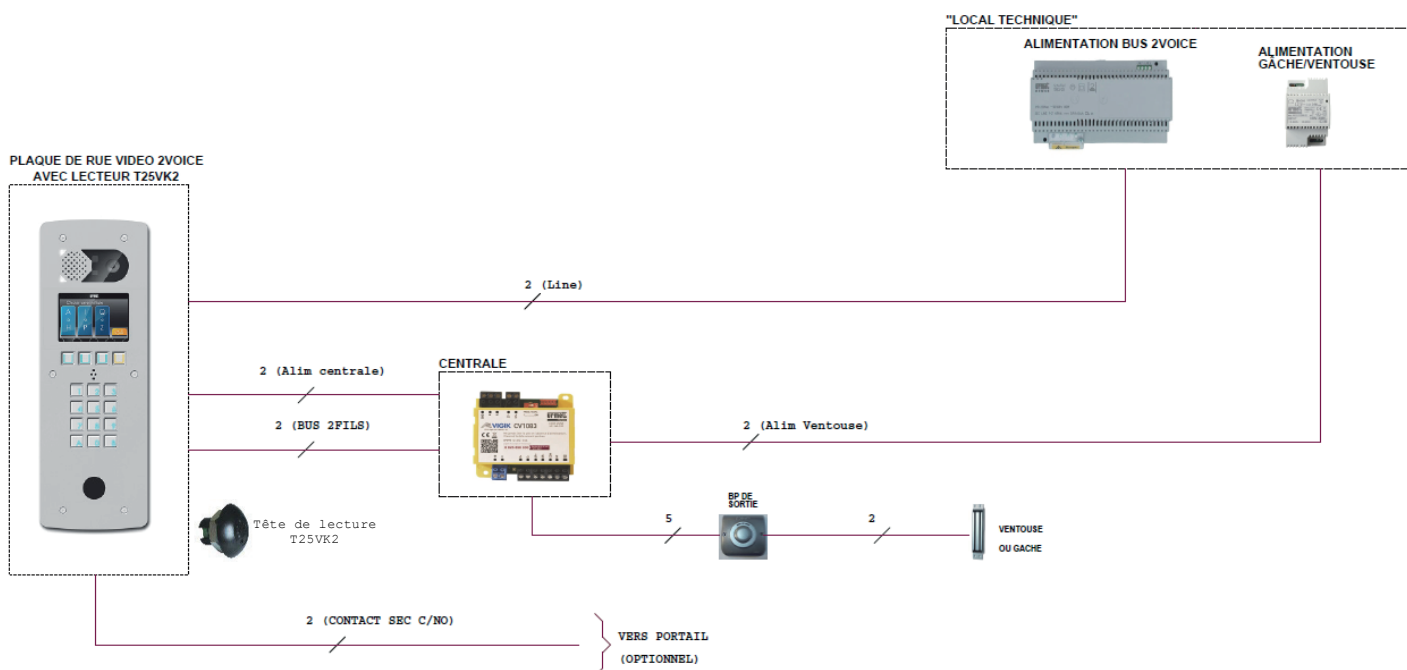 "LOCAL TECHNIQUE"
ALIMENTATION BUS 2VOICE
ALIMENTATION
GÂCHE/VENTOUSE
PLAQUE DE RUE VIDEO 2VOICE
AVEC LECTEUR T25VK2
2 (Line)
2 (Alim centrale)
CENTRALE
VIGIK CV1083
2 (BUS 2FILS)
2 (Alim Ventouse)
BP DE
SORTIE
5
2
VENTOUSE
OU GACHE
Tête de lecture
T25VK2
2 (CONTACT SEC C/NO)
VERS PORTAIL
(OPTIONNEL)